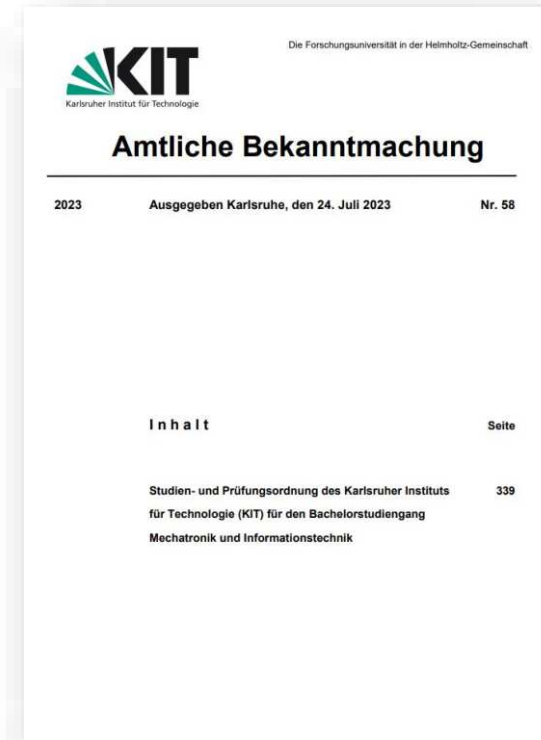 Die Forschungsuniversität in der Helmholtz-Gemeinschaft
KIT
Karlsruher Institut für Technologie
Amtliche Bekanntmachung
2023 Ausgegeben Karlsruhe, den 24. Juli 2023 Nr. 58
I n h a l t Seite
Studien- und Prüfungsordnung des Karlsruher Instituts 339
für Technologie (KIT) für den Bachelorstudiengang
Mechatronik und Informationstechnik